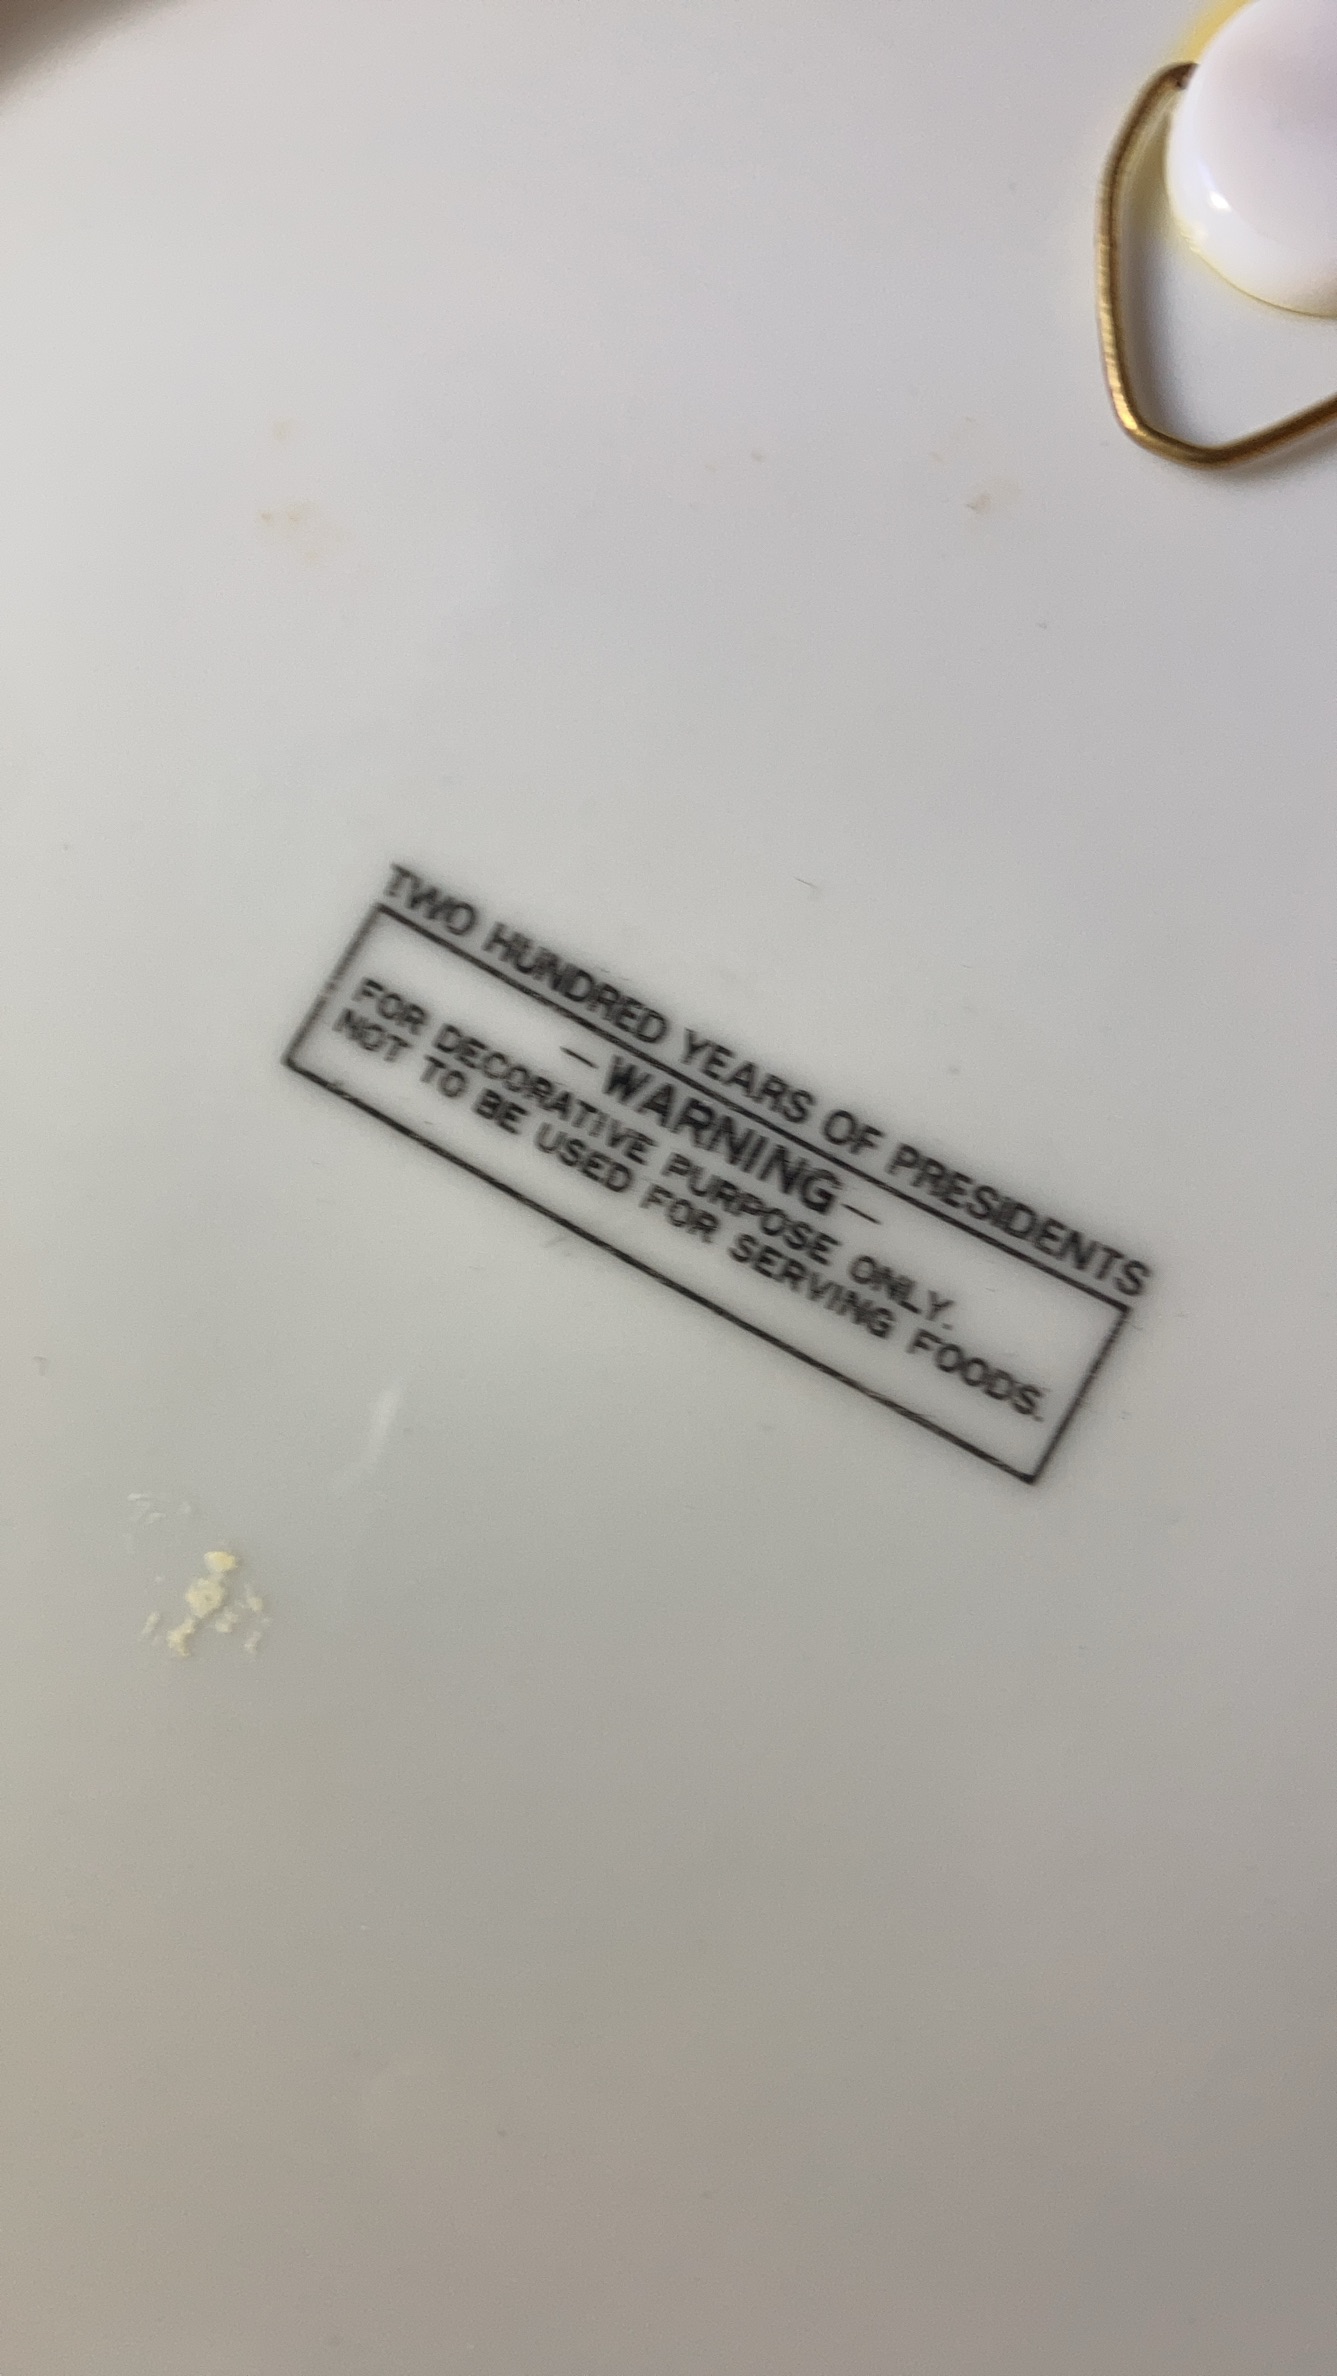 TWO HUNDRED YEARS OF PRESIDENTS
— WARNING —
FOR DECORATIVE PURPOSE ONLY.
NOT TO BE USED FOR SERVING FOODS.